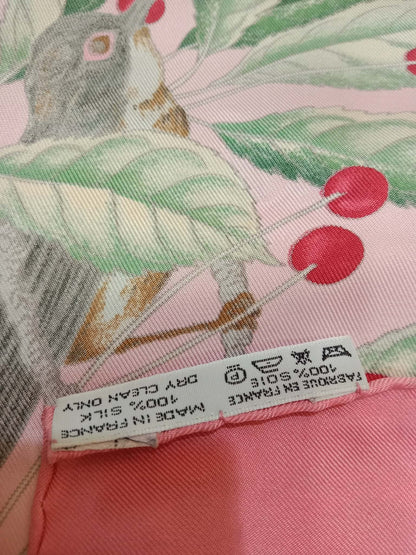 FABRIQUE EN FRANCE
100% SOIE
MADE IN FRANCE
100% SILK
DRY CLEAN ONLY